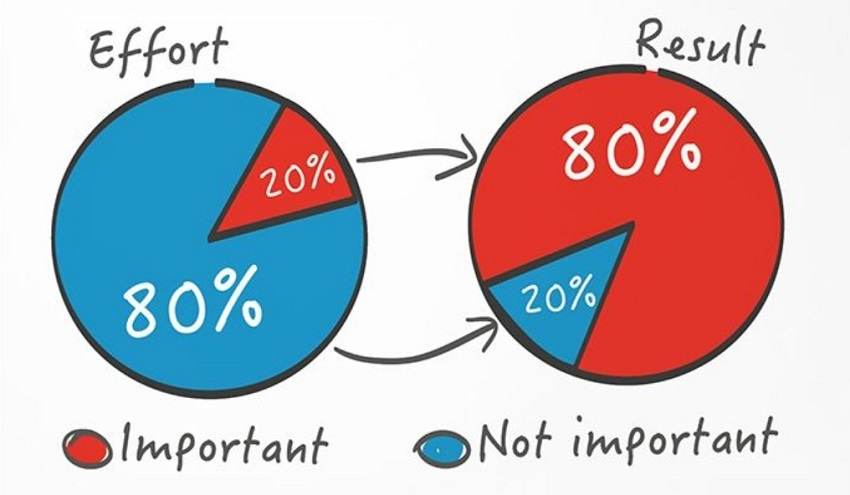 Effort
Result
20%
80%
80%
20%
Important
Not important